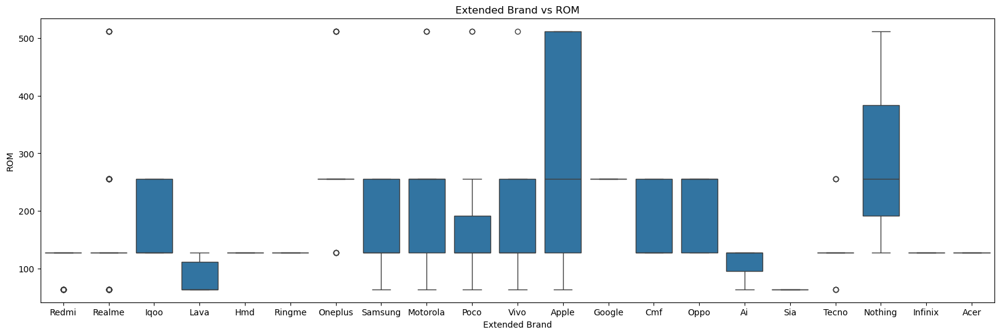 Extended Brand vs ROM
500
400
300
200
100
ROM
Redmi Realme Iqoo Lava Hmd Ringme Oneplus Samsung Motorola Poco Vivo Apple Google Cmf Oppo Ai Sia Tecno Nothing Infinix Acer
Extended Brand